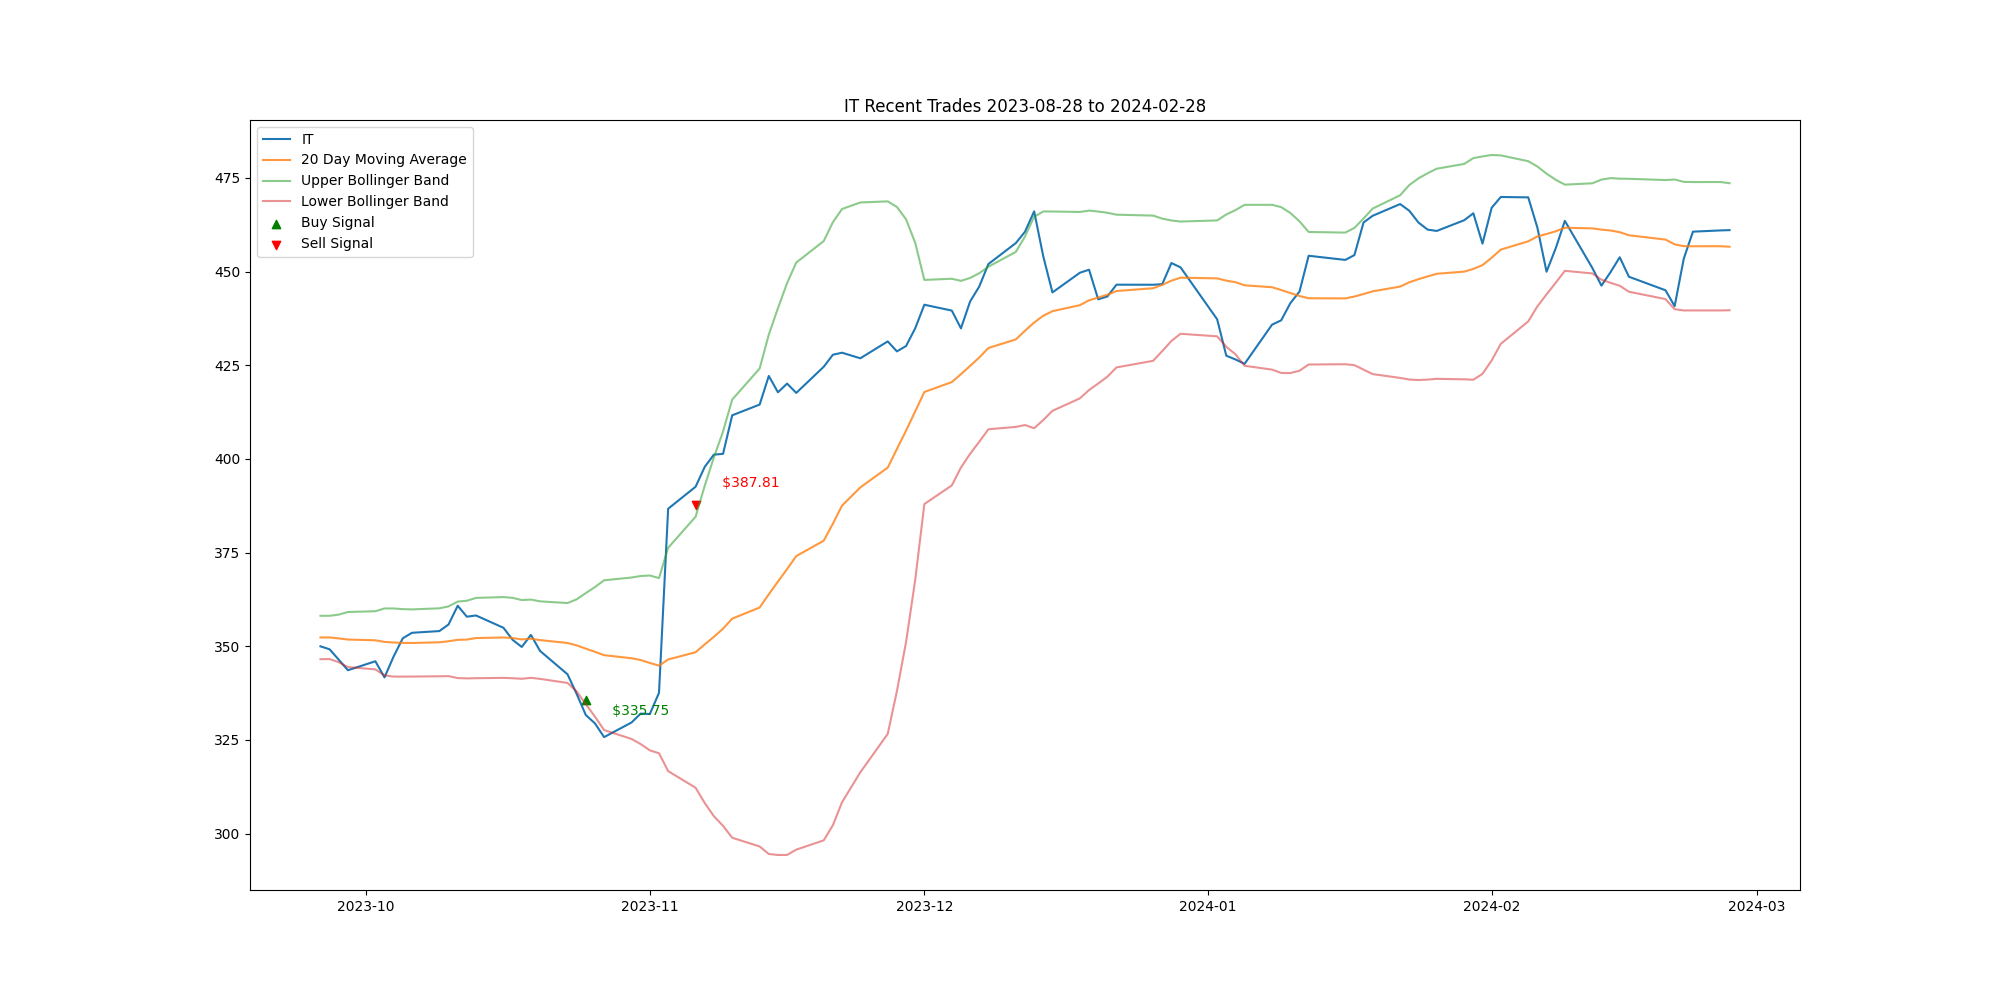 IT Recent Trades 2023-08-28 to 2024-02-28
IT
20 Day Moving Average
Upper Bollinger Band
Lower Bollinger Band
Buy Signal
Sell Signal
475
450
425
400
375
350
325
300
$387.81
$335.75
2023-10
2023-11
2023-12
2024-01
2024-02
2024-03